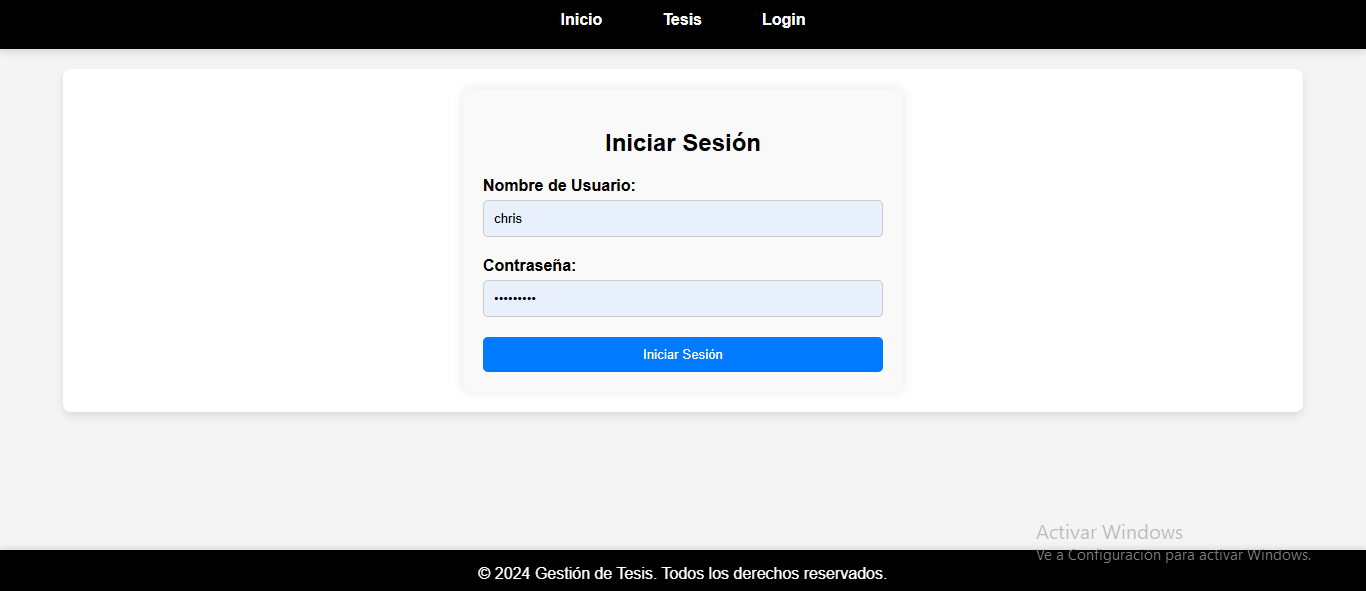 Inicio Tesis Login
Iniciar Sesión
Nombre de Usuario:
chris
Contraseña:
•••••••••
Iniciar Sesión
Activar Windows
Ve a Configuración para activar Windows.
© 2024 Gestión de Tesis. Todos los derechos reservados.